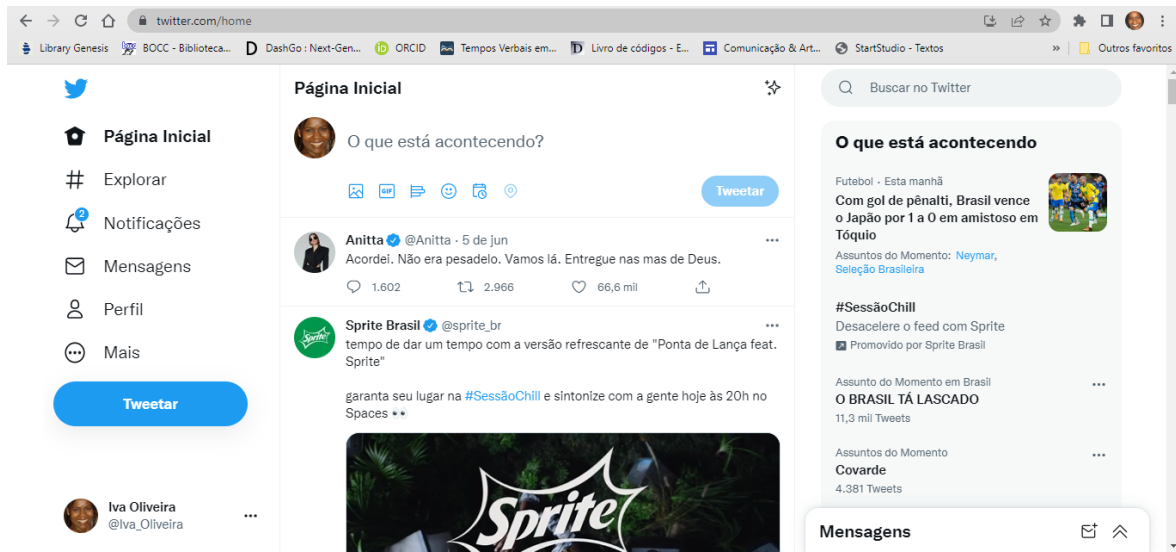 twitter.com/home
Library Genesis
BOCC - Biblioteca...
DashGo : Next-Gen...
ORCID
Tempos Verbais em...
Livro de códigos - E...
Comunicação & Art...
StartStudio - Textos
»
Outros favoritos
Página Inicial
Explorar
2
Notificações
Mensagens
Perfil
Mais
Tweetar
Iva Oliveira
@Iva_Oliveira
Página Inicial
O que está acontecendo?
GIF
Tweetar
Anitta @Anitta · 5 de jun
Acordei. Não era pesadelo. Vamos lá. Entregue nas mas de Deus.
1.602 2.966 66,6 mil
Sprite
Sprite Brasil @sprite_br
tempo de dar um tempo com a versão refrescante de "Ponta de Lança feat.
Sprite"
garanta seu lugar na #SessãoChill e sintonize com a gente hoje às 20h no
Spaces 👀
Sprite
Buscar no Twitter
O que está acontecendo
Futebol · Esta manhã
Com gol de pênalti, Brasil vence
o Japão por 1 a 0 em amistoso em
Tóquio
Assuntos do Momento: Neymar,
Seleção Brasileira
#SessãoChill
Desacelere o feed com Sprite
Promovido por Sprite Brasil
Assunto do Momento em Brasil
O BRASIL TÁ LASCADO
11,3 mil Tweets
Assuntos do Momento
Covarde
4.381 Tweets
Mensagens